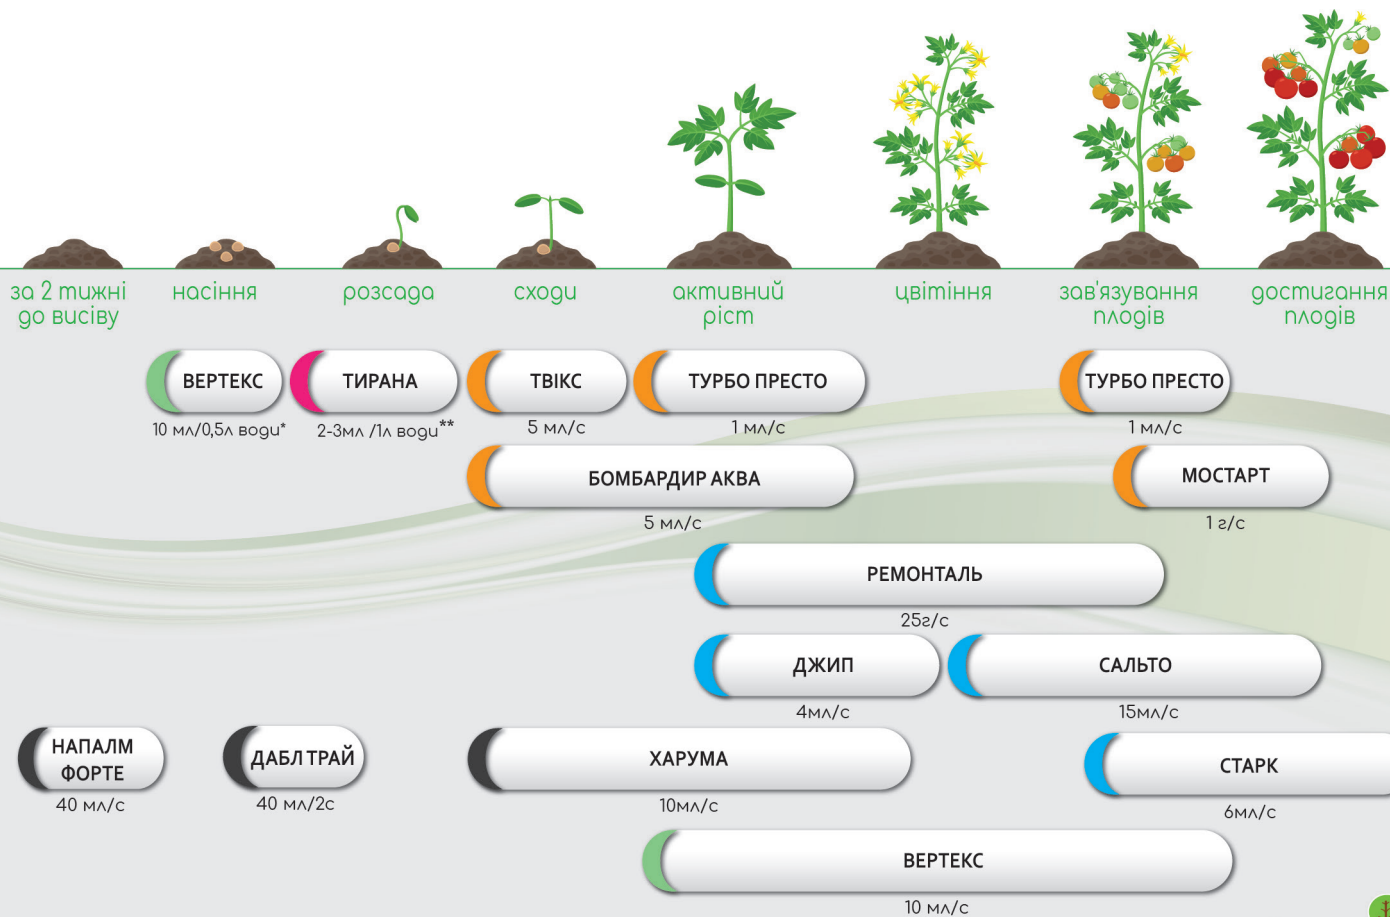 за 2 тижні
до висіву
насіння
розсада
сходи
активний
ріст
цвітіння
зав'язування
плодів
достигання
плодів
ВЕРТЕКС
10 мл/0,5л води*
ТИРАНА
2-3мл /1л води**
ТВІКС
5 мл/с
ТУРБО ПРЕСТО
1 мл/с
ТУРБО ПРЕСТО
1 мл/с
БОМБАРДИР АКВА
5 мл/с
МОСТАРТ
1 г/с
РЕМОНТАЛЬ
25г/с
ДЖИП
4мл/с
САЛЬТО
15мл/с
НАПАЛМ
ФОРТЕ
40 мл/с
ДАБЛ ТРАЙ
40 мл/2с
ХАРУМА
10мл/с
СТАРК
6мл/с
ВЕРТЕКС
10 мл/с